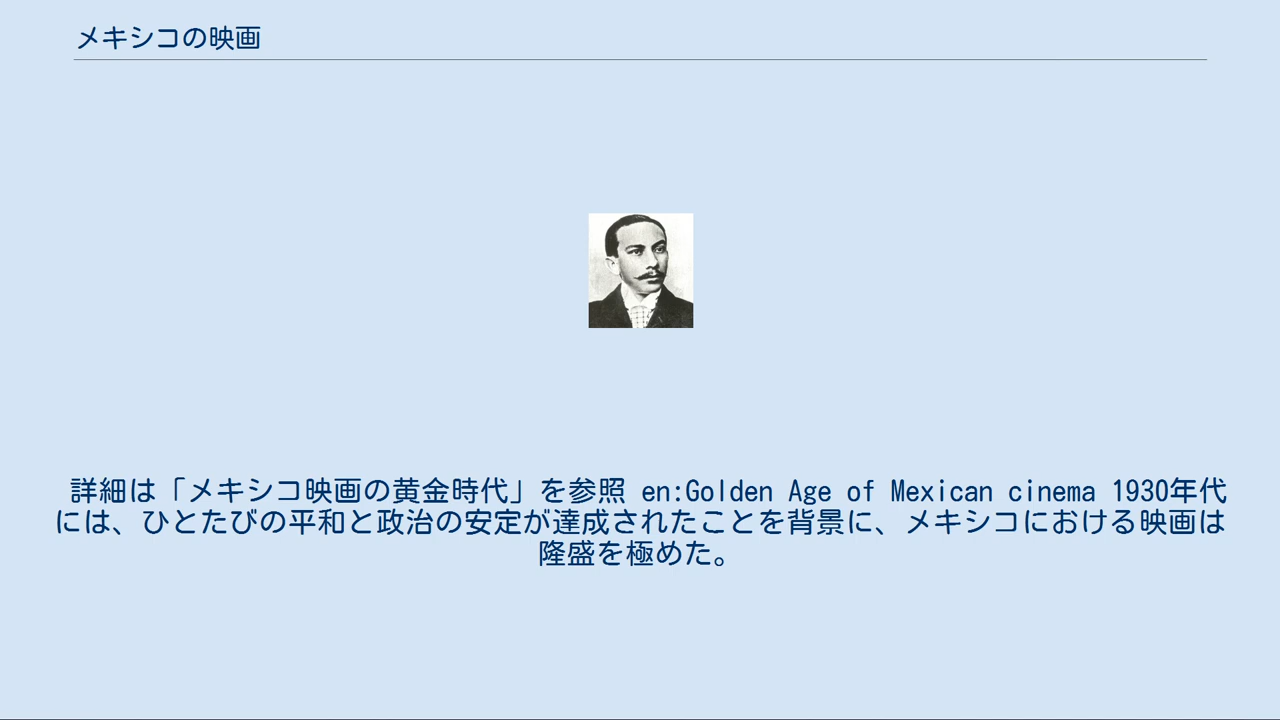 メキシコの映画
詳細は「メキシコ映画の黄金時代」を参照 en:Golden Age of Mexican cinema 1930年代
には、ひとたびの平和と政治の安定が達成されたことを背景に、メキシコにおける映画は
隆盛を極めた。